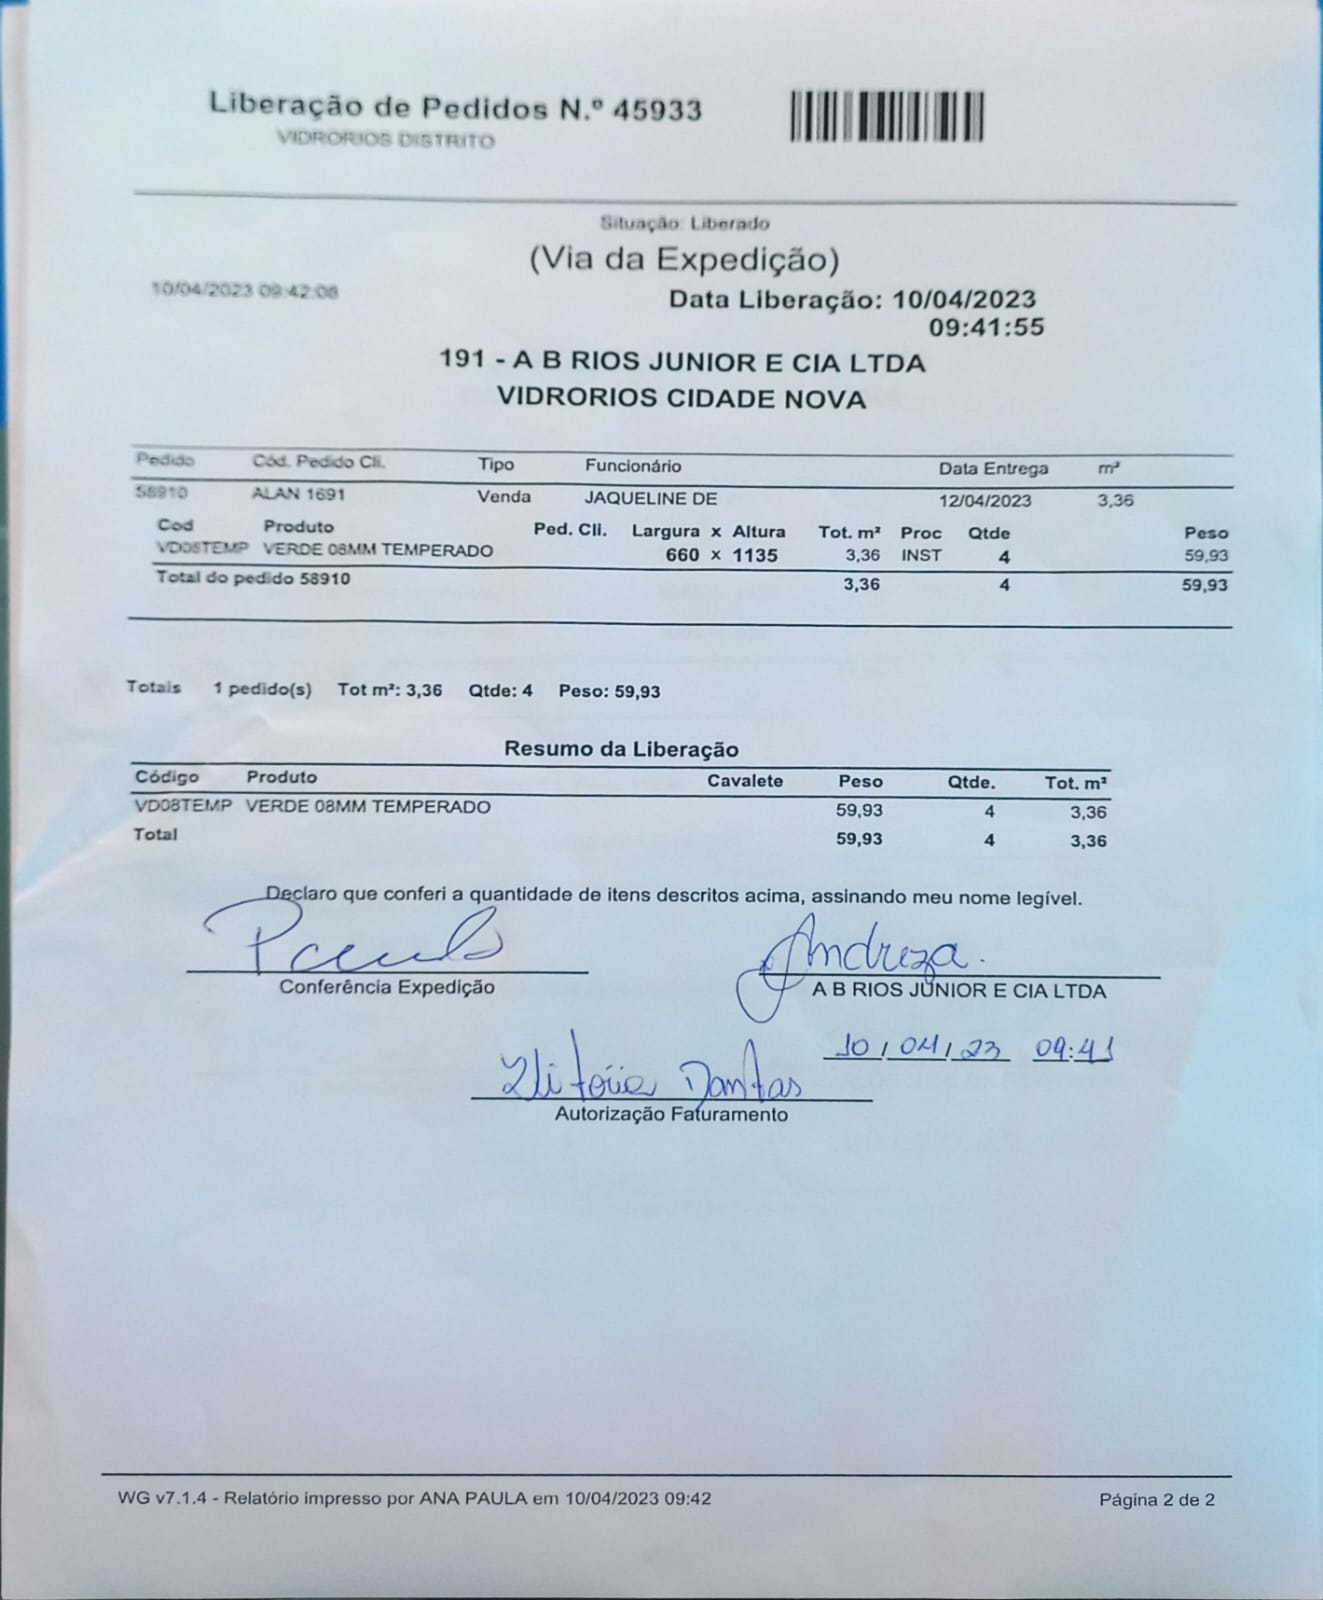 Liberação de Pedidos N.º 45933
VIDRORIOS DISTRITO
Situação: Liberado
(Via da Expedição)
10/04/2023 09:42:08
Data Liberação: 10/04/2023
09:41:55
191 - A B RIOS JUNIOR E CIA LTDA
VIDRORIOS CIDADE NOVA
Pedido Cód. Pedido Cli. Tipo Funcionário Data Entrega m²
58910 ALAN 1691 Venda JAQUELINE DE 12/04/2023 3,36
Cod Produto Ped. Cli. Largura x Altura Tot. m² Proc Qtde Peso
VD08TEMP VERDE 08MM TEMPERADO 660 x 1135 3,36 INST 4 59,93
Total do pedido 58910 3,36 4 59,93
Totais 1 pedido(s) Tot m²: 3,36 Qtde: 4 Peso: 59,93
Resumo da Liberação
Código Produto Cavalete Peso Qtde. Tot. m²
VD08TEMP VERDE 08MM TEMPERADO 59,93 4 3,36
Total 59,93 4 3,36
Declaro que conferi a quantidade de itens descritos acima, assinando meu nome legível.
Paulo Andreza.
Conferência Expedição A B RIOS JUNIOR E CIA LTDA
10/04/23 09:41
Dantas
Autorização Faturamento
WG v7.1.4 - Relatório impresso por ANA PAULA em 10/04/2023 09:42 Página 2 de 2